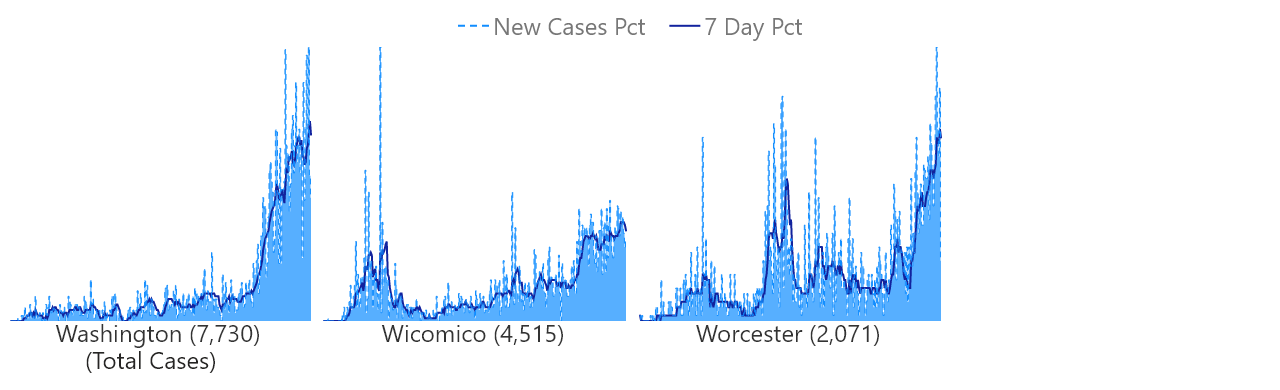 New Cases Pct 7 Day Pct
Washington (7,730) Wicomico (4,515) Worcester (2,071)
(Total Cases)